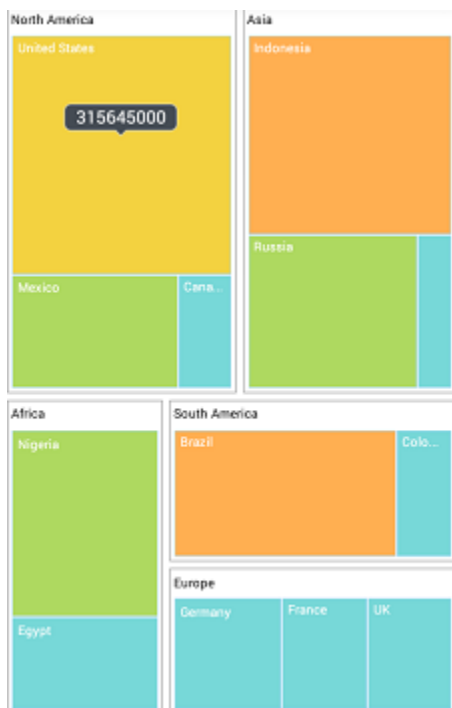 North America
United States
315645000
Mexico
Cana...
Asia
Indonesia
Russia
Africa
Nigeria
Egypt
South America
Brazil
Colo...
Europe
Germany
France
UK